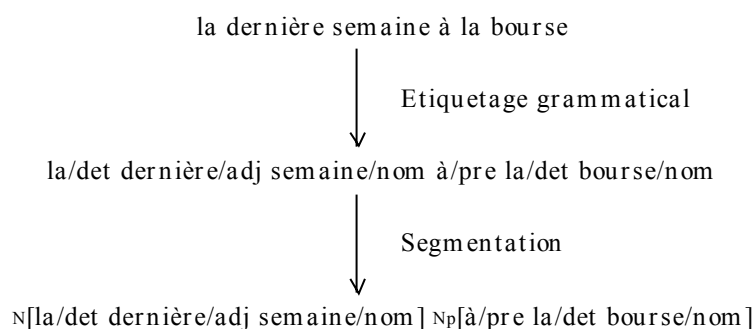 la dernière semaine à la bourse
Etiquetage grammatical
la/det dernière/adj semaine/nom à/pre la/det bourse/nom
Segmentation
N[la/det dernière/adj semaine/nom] Np[à/pre la/det bourse/nom]